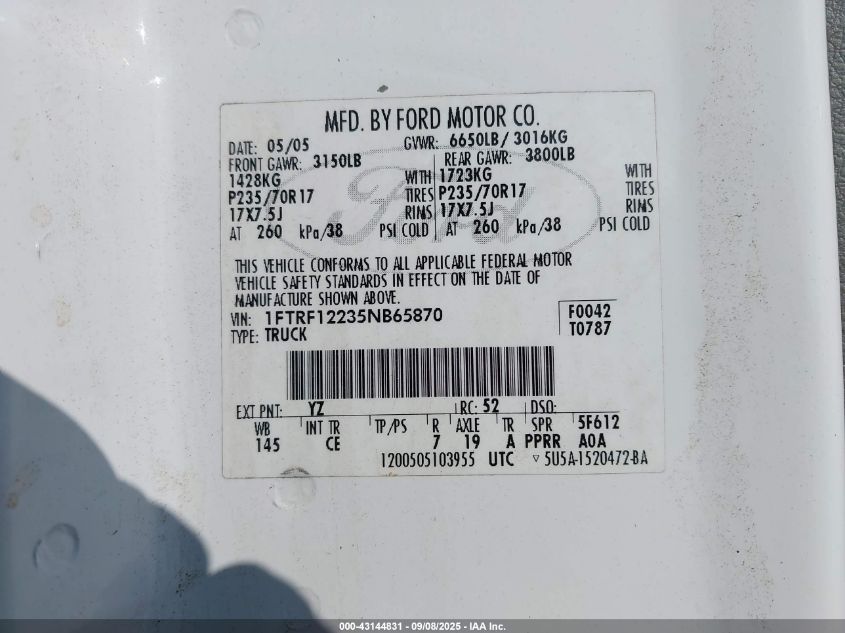 MFD. BY FORD MOTOR CO.
DATE: 05/05 GVWR: 6650LB/ 3016KG
FRONT GAWR: 3150LB REAR GAWR: 3800LB
1428KG WITH 1723KG WITH
P235/70R17 TIRES P235/70R17 TIRES
17X7.5J RINS 17X7.5J RINS
AT 260 kPa/38 PSI COLD AT 260 kPa/38 PSI COLD
THIS VEHICLE CONFORMS TO ALL APPLICABLE FEDERAL MOTOR
VEHICLE SAFETY STANDARDS IN EFFECT ON THE DATE OF
MANUFACTURE SHOWN ABOVE.
VIN: 1FTRF12235NB65870 F0042
TYPE: TRUCK T0787
EXT PNT: YZ RC: 52 DSO:
WB INT TR TP/PS R AXLE TR SPR 5F612
145 CE 7 19 A PPRR A0A
1200505103955 UTC ▽ 5U5A-1520472-BA
Ford
000-43144831 - 09/08/2025 - IAA Inc.